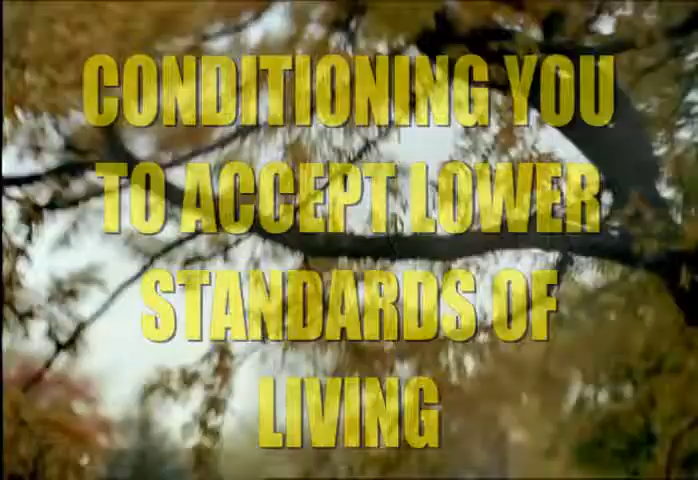 CONDITIONING YOU
TO ACCEPT LOWER
STANDARDS OF
LIVING